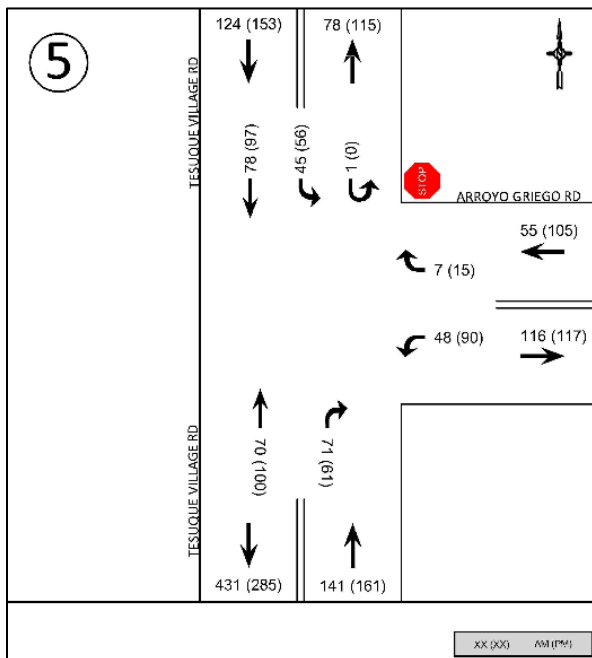 124 (153)
78 (115)
5
TESUQUE VILLAGE RD
78 (97)
45 (56)
1 (0)
STOP
ARROYO GRIEGO RD
55 (105)
7 (15)
48 (90)
116 (117)
TESUQUE VILLAGE RD
70 (100)
71 (61)
431 (285)
141 (161)
XX (XX) AM (PM)